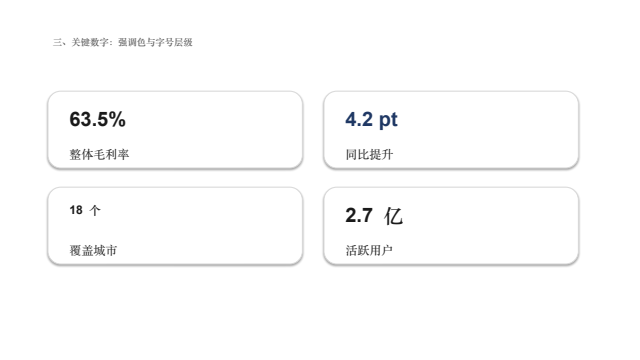 三、关键数字：强调色与字号层级
63.5%
整体毛利率
4.2 pt
同比提升
18 个
覆盖城市
2.7 亿
活跃用户